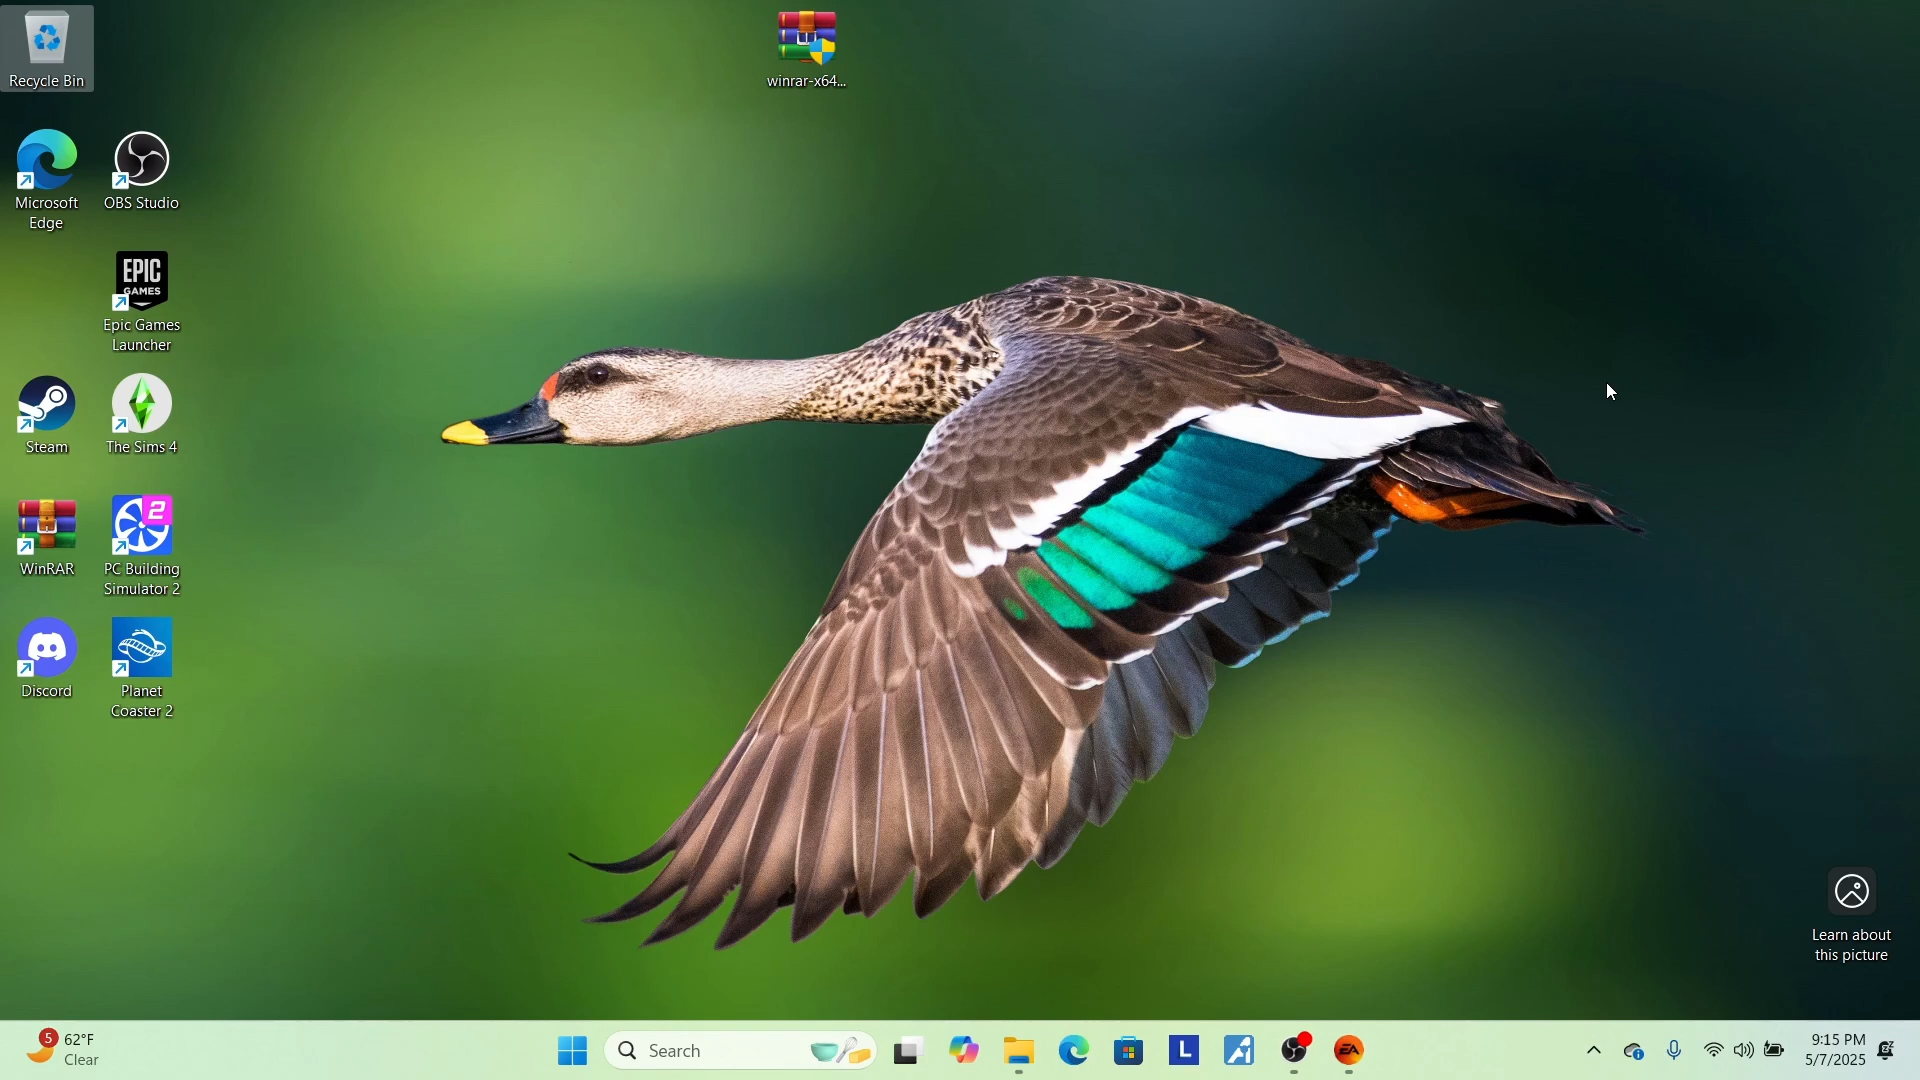 Recycle Bin
winrar-x64...
Microsoft
Edge
OBS Studio
EPIC
GAMES
Epic Games
Launcher
Steam
The Sims 4
WinRAR
2
PC Building
Simulator 2
Discord
Planet
Coaster 2
Learn about
this picture
5
62°F
Clear
Search
L
EA
9:15 PM
5/7/2025